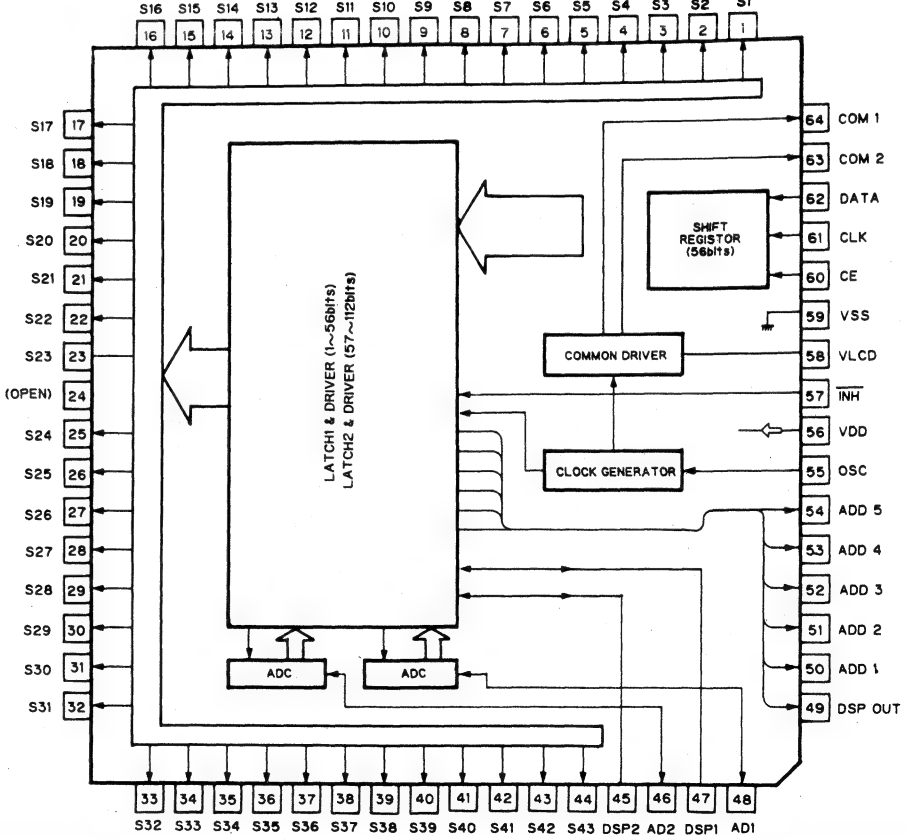 S16 S15 S14 S13 S12 S11 S10 S9 S8 S7 S6 S5 S4 S3 S2 S1
16 15 14 13 12 11 10 9 8 7 6 5 4 3 2 1
S17 17
S18 18
S19 19
S20 20
S21 21
S22 22
S23 23
(OPEN) 24
S24 25
S25 26
S26 27
S27 28
S28 29
S29 30
S30 31
S31 32
LATCH1 & DRIVER (1~56bits)
LATCH2 & DRIVER (57~112bits)
ADC
ADC
SHIFT
REGISTOR
(56bits)
COMMON DRIVER
CLOCK GENERATOR
64 COM 1
63 COM 2
62 DATA
61 CLK
60 CE
59 VSS
58 VLCD
57 INH
56 VDD
55 OSC
54 ADD 5
53 ADD 4
52 ADD 3
51 ADD 2
50 ADD 1
49 DSP OUT
33 34 35 36 37 38 39 40 41 42 43 44 45 46 47 48
S32 S33 S34 S35 S36 S37 S38 S39 S40 S41 S42 S43 DSP2 AD2 DSP1 AD1